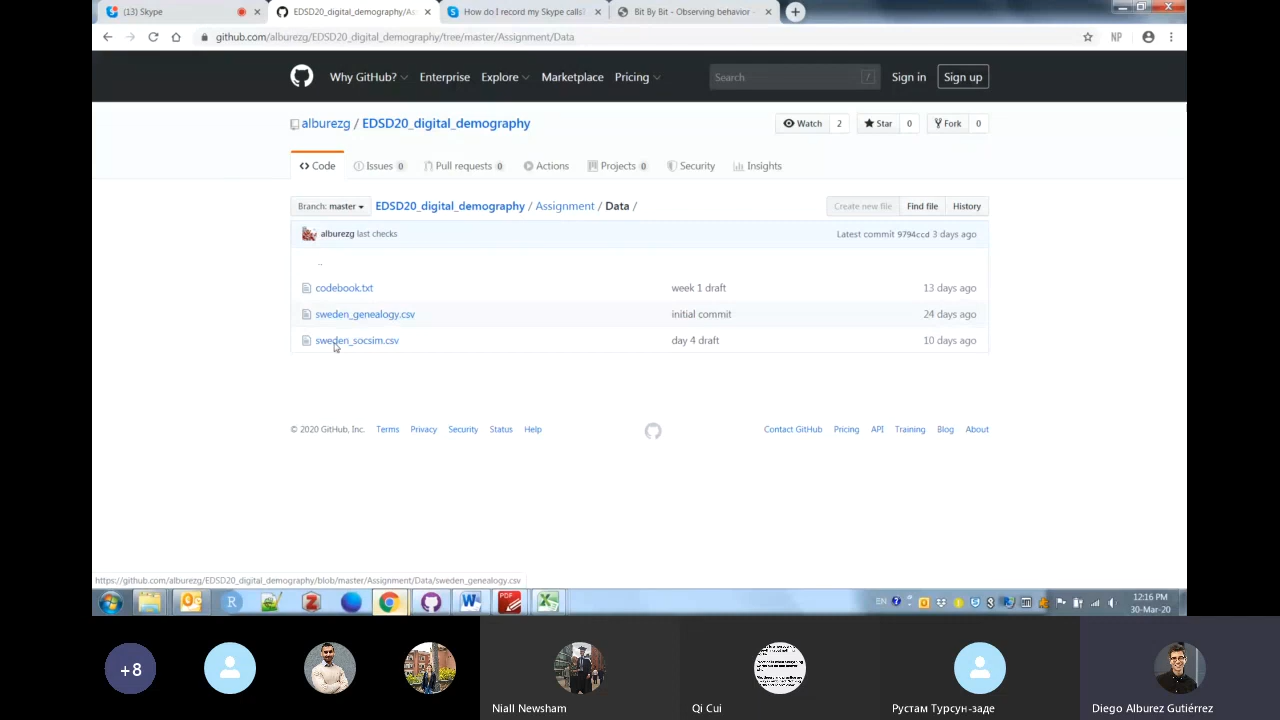 (13) Skype
EDSD20_digital_demography/As
How do I record my Skype calls?
Bit By Bit - Observing behavior -
github.com/alburezg/EDSD20_digital_demography/tree/master/Assignment/Data
NP
Why GitHub?
Enterprise
Explore
Marketplace
Pricing
Search
/
Sign in
Sign up
alburezg / EDSD20_digital_demography
Watch 2
Star 0
Fork 0
Code
Issues 0
Pull requests 0
Actions
Projects 0
Security
Insights
Branch: master
EDSD20_digital_demography / Assignment / Data /
Create new file
Find file
History
alburezg last checks
Latest commit 9794ccd 3 days ago
..
codebook.txt week 1 draft 13 days ago
sweden_genealogy.csv initial commit 24 days ago
sweden_socsim.csv day 4 draft 10 days ago
© 2020 GitHub, Inc. Terms Privacy Security Status Help
Contact GitHub Pricing API Training Blog About
https://github.com/alburezg/EDSD20_digital_demography/blob/master/Assignment/Data/sweden_genealogy.csv
EN
12:16 PM
30-Mar-20
+8
Niall Newsham
Qi Cui
Рустам Турсун-заде
Diego Alburez Gutiérrez